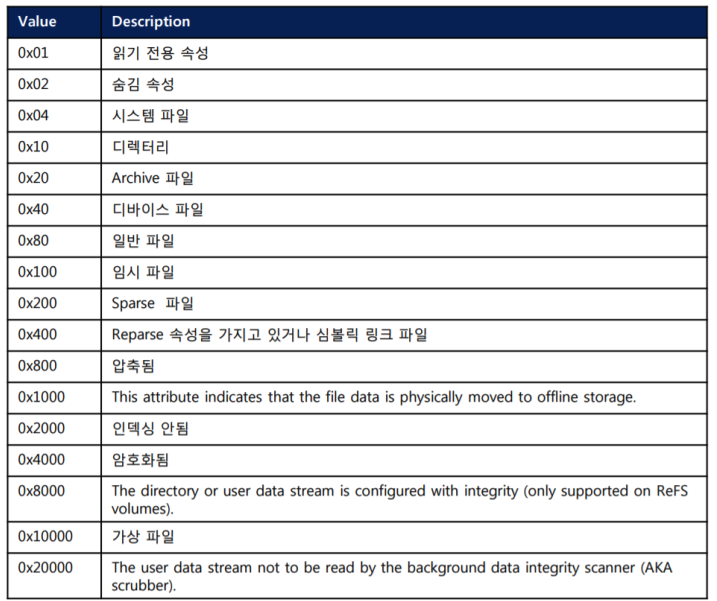 Value Description
0x01 읽기 전용 속성
0x02 숨김 속성
0x04 시스템 파일
0x10 디렉터리
0x20 Archive 파일
0x40 디바이스 파일
0x80 일반 파일
0x100 임시 파일
0x200 Sparse 파일
0x400 Reparse 속성을 가지고 있거나 심볼릭 링크 파일
0x800 압축됨
0x1000 This attribute indicates that the file data is physically moved to offline storage.
0x2000 인덱싱 안됨
0x4000 암호화됨
0x8000 The directory or user data stream is configured with integrity (only supported on ReFS
volumes).
0x10000 가상 파일
0x20000 The user data stream not to be read by the background data integrity scanner (AKA
scrubber).